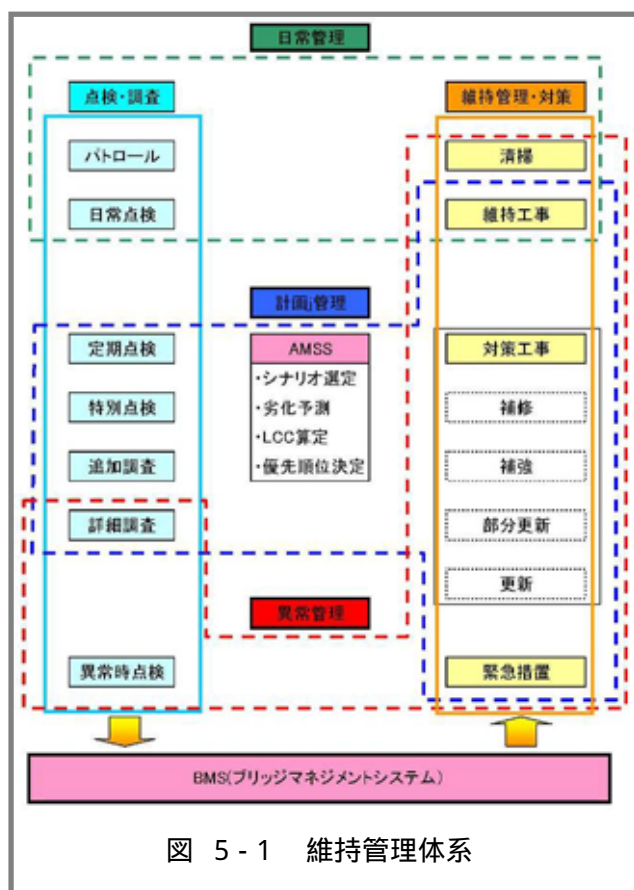 日常管理
点検・調査
維持管理・対策
パトロール
清掃
日常点検
維持工事
計画j管理
定期点検
AMSS
・シナリオ選定
・劣化予測
・LCC算定
・優先順位決定
対策工事
特別点検
補修
追加調査
補強
詳細調査
部分更新
更新
異常管理
異常時点検
緊急措置
BMS(ブリッジマネジメントシステム)
図 5-1 維持管理体系